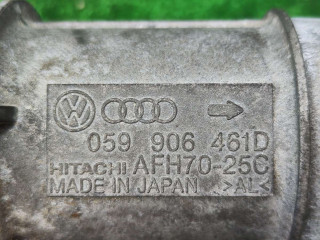 059 906 461D
HITACHI AFH70-25C
MADE IN JAPAN >AL<